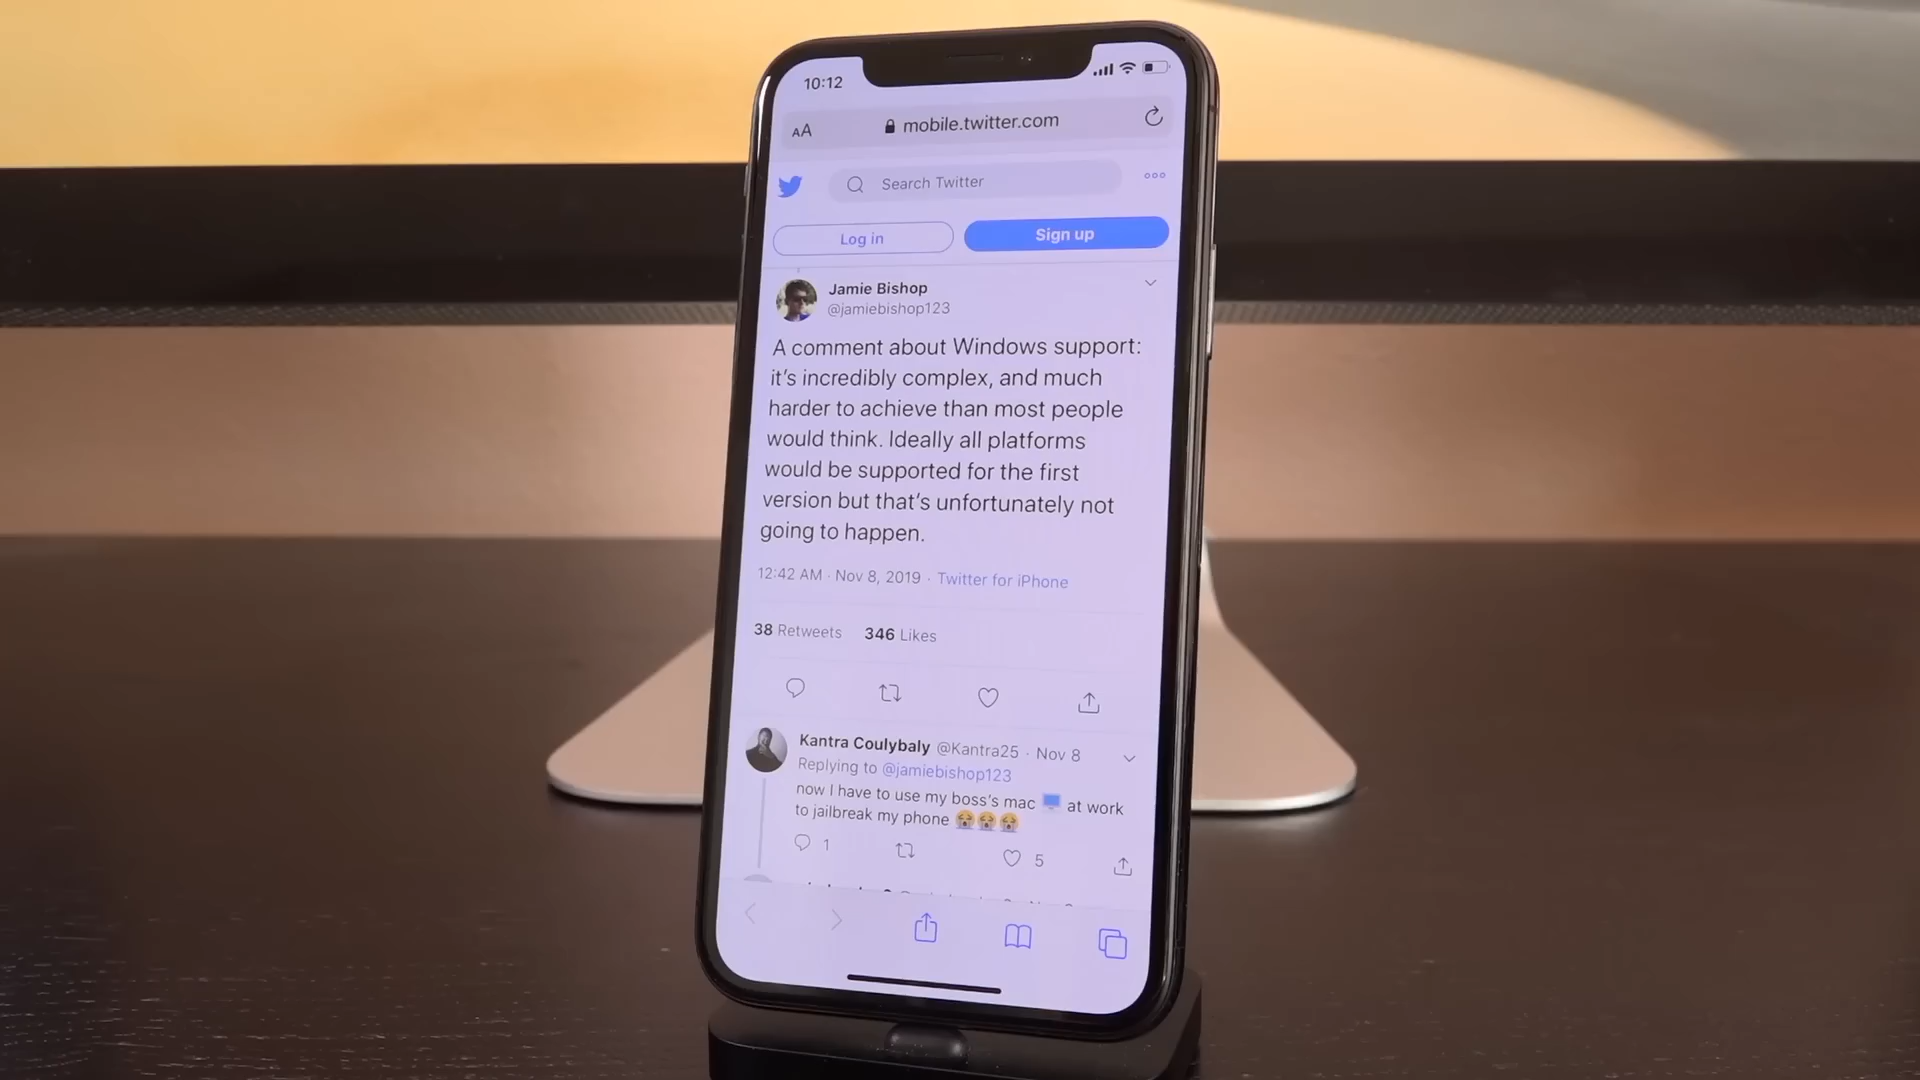 10:12
AA mobile.twitter.com
Search Twitter
Log in Sign up
Jamie Bishop
@jamiebishop123
A comment about Windows support:
it's incredibly complex, and much
harder to achieve than most people
would think. Ideally all platforms
would be supported for the first
version but that's unfortunately not
going to happen.
12:42 AM · Nov 8, 2019 · Twitter for iPhone
38 Retweets 346 Likes
Kantra Coulybaly @Kantra25 · Nov 8
Replying to @jamiebishop123
now I have to use my boss's mac 🖥️ at work
to jailbreak my phone 😭😭😭
1 5